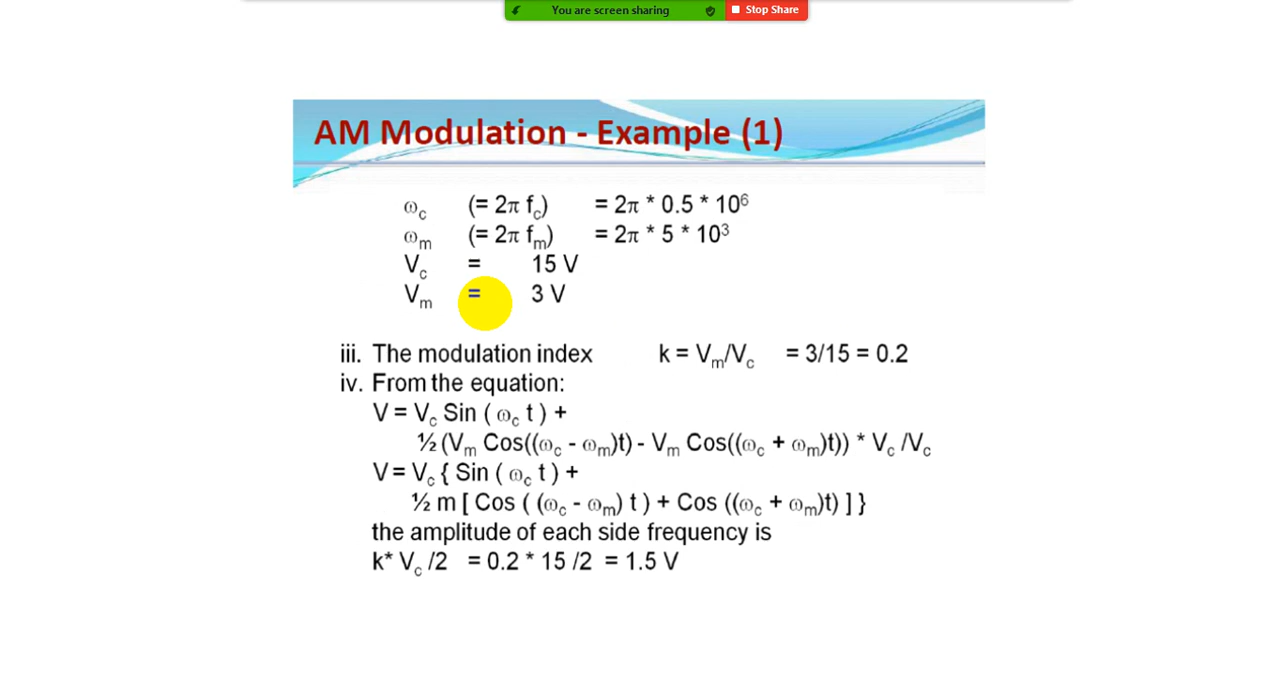 You are screen sharing Stop Share
AM Modulation - Example (1)
ωc (= 2π fc) = 2π * 0.5 * 10⁶
ωm (= 2π fm) = 2π * 5 * 10³
Vc = 15 V
Vm = 3 V
iii. The modulation index k = Vm/Vc = 3/15 = 0.2
iv. From the equation:
V = Vc Sin ( ωc t ) +
½ (Vm Cos((ωc - ωm)t) - Vm Cos((ωc + ωm)t)) * Vc /Vc
V = Vc { Sin ( ωc t ) +
½ m [ Cos ( (ωc - ωm) t ) + Cos ((ωc + ωm)t) ] }
the amplitude of each side frequency is
k* Vc /2 = 0.2 * 15 /2 = 1.5 V